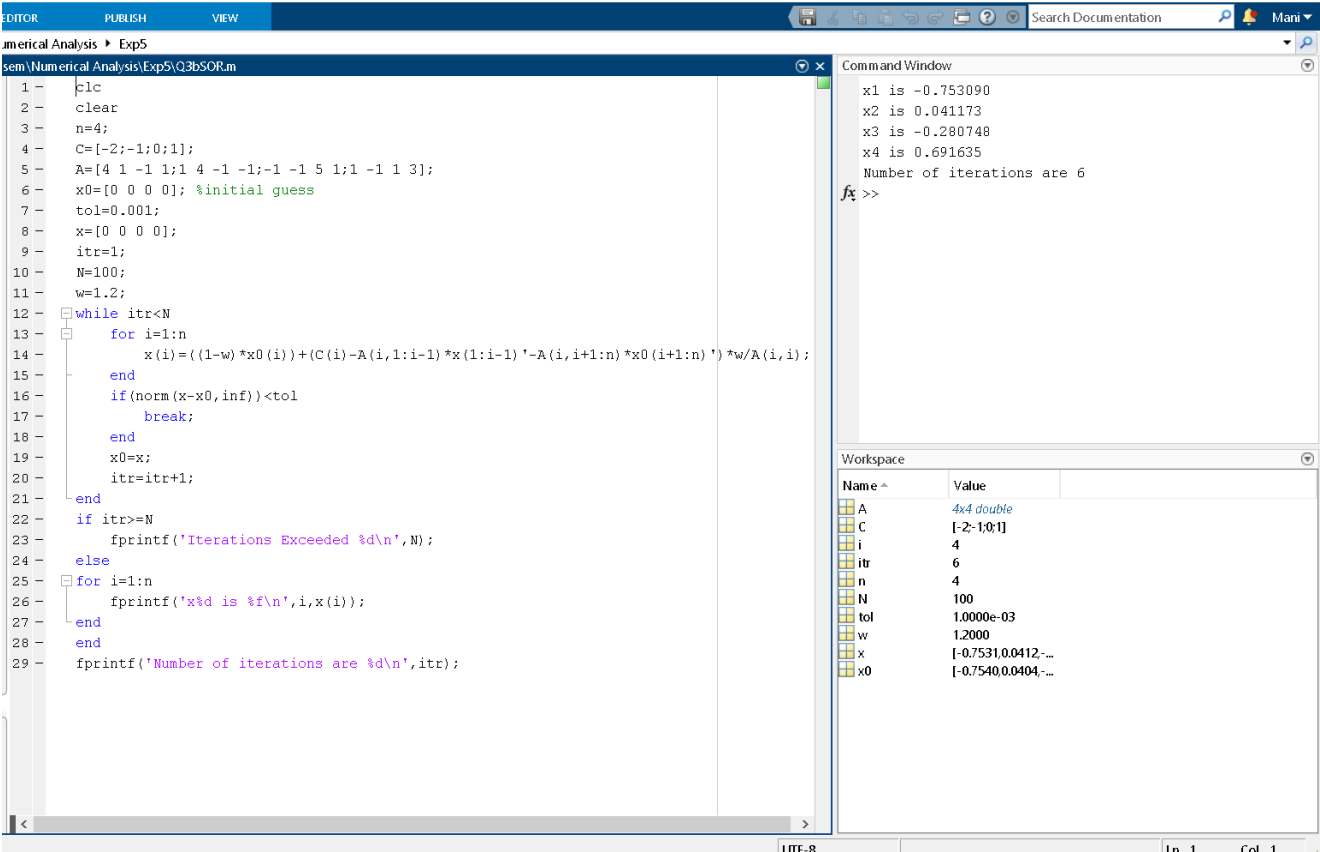 EDITOR PUBLISH VIEW Search Documentation Mani
umerical Analysis Exp5
sem\Numerical Analysis\Exp5\Q3bSOR.m
1 - clc
2 - clear
3 - n=4;
4 - C=[-2;-1;0;1];
5 - A=[4 1 -1 1;1 4 -1 -1;-1 -1 5 1;1 -1 1 3];
6 - x0=[0 0 0 0]; %initial guess
7 - tol=0.001;
8 - x=[0 0 0 0];
9 - itr=1;
10 - N=100;
11 - w=1.2;
12 - while itr<N
13 - for i=1:n
14 - x(i)=((1-w)*x0(i))+(C(i)-A(i,1:i-1)*x(1:i-1)'-A(i,i+1:n)*x0(i+1:n)')*w/A(i,i);
15 - end
16 - if(norm(x-x0,inf))<tol
17 - break;
18 - end
19 - x0=x;
20 - itr=itr+1;
21 - end
22 - if itr>=N
23 - fprintf('Iterations Exceeded %d\n',N);
24 - else
25 - for i=1:n
26 - fprintf('x%d is %f\n',i,x(i));
27 - end
28 - end
29 - fprintf('Number of iterations are %d\n',itr);
Command Window
x1 is -0.753090
x2 is 0.041173
x3 is -0.280748
x4 is 0.691635
Number of iterations are 6
fx >>
Workspace
Name Value
A 4x4 double
C [-2;-1;0;1]
i 4
itr 6
n 4
N 100
tol 1.0000e-03
w 1.2000
x [-0.7531,0.0412,-...
x0 [-0.7540,0.0404,-...
UTF-8 Ln 1 Col 1